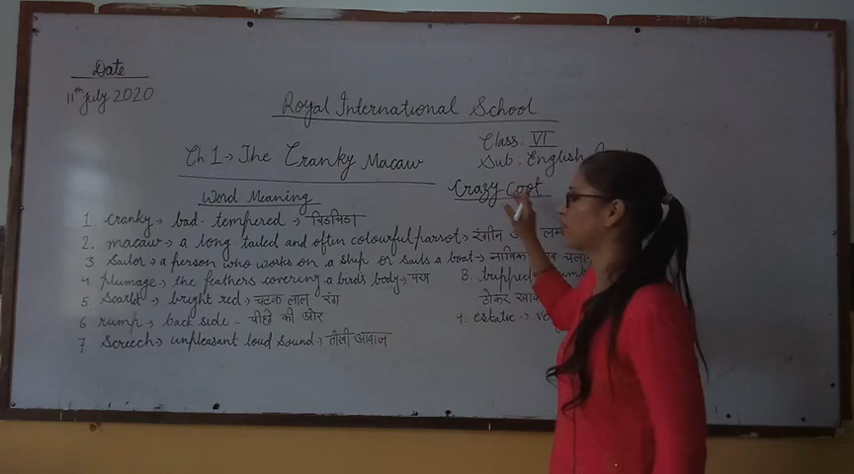 Date
11th July 2020
Royal International School
Class: VI
Sub: English
Ch 1 → The Cranky Macaw
Crazy Coot
Word-Meaning
1 cranky → bad-tempered → चिडचिडा
2. macaw → a long tailed and often colourful parrot → रंगीन
3 sailor → a person who works on a ship or sails a boat → नाविक
4 plumage → the feathers covering a bird's body → पंख
5 scarlet → bright red → चटक लाल रंग
6 rump → back side - पीछे की ओर
7 screech → unpleasant loud sound → तीखी आवाज
8. tripped
ठोकर
9. estatic →